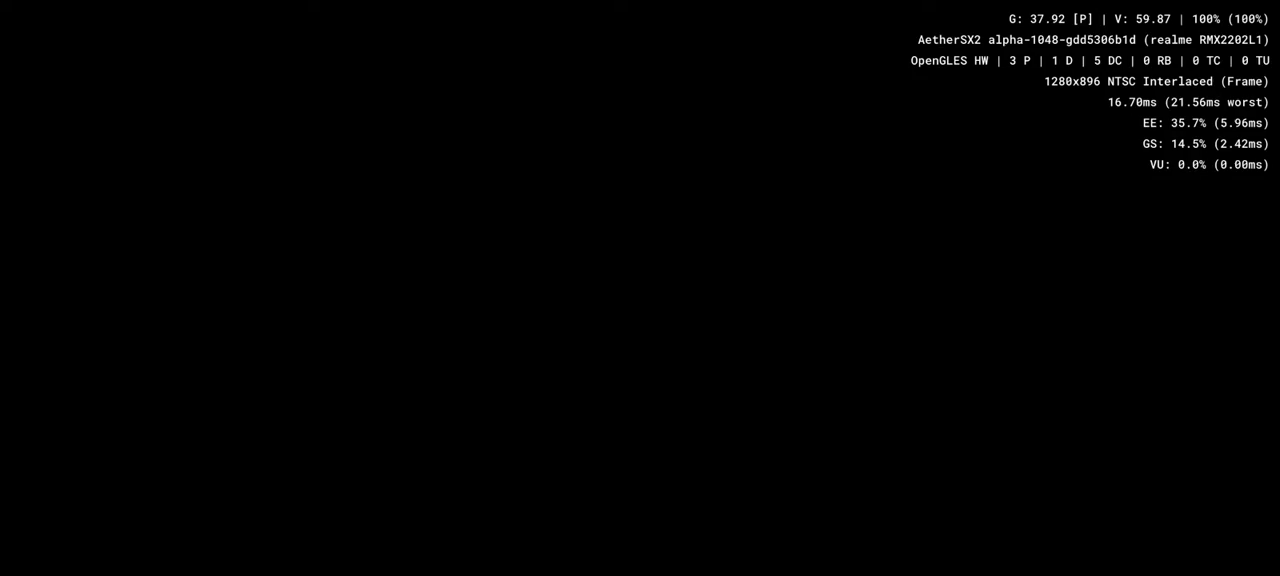 G: 37.92 [P] | V: 59.87 | 100% (100%)
AetherSX2 alpha-1048-gdd5306b1d (realme RMX2202L1)
OpenGLES HW | 3 P | 1 D | 5 DC | 0 RB | 0 TC | 0 TU
1280x896 NTSC Interlaced (Frame)
16.70ms (21.56ms worst)
EE: 35.7% (5.96ms)
GS: 14.5% (2.42ms)
VU: 0.0% (0.00ms)